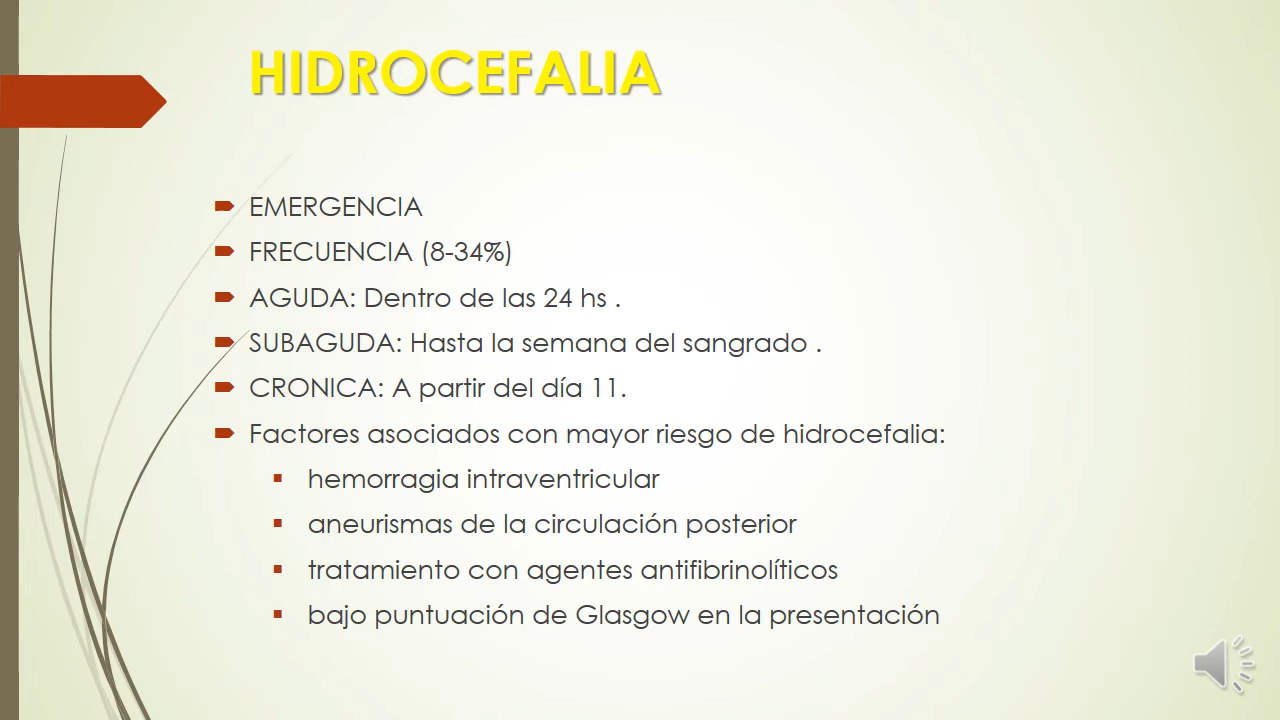 HIDROCEFALIA
EMERGENCIA
FRECUENCIA (8-34%)
AGUDA: Dentro de las 24 hs .
SUBAGUDA: Hasta la semana del sangrado .
CRONICA: A partir del día 11.
Factores asociados con mayor riesgo de hidrocefalia:
hemorragia intraventricular
aneurismas de la circulación posterior
tratamiento con agentes antifibrinolíticos
bajo puntuación de Glasgow en la presentación